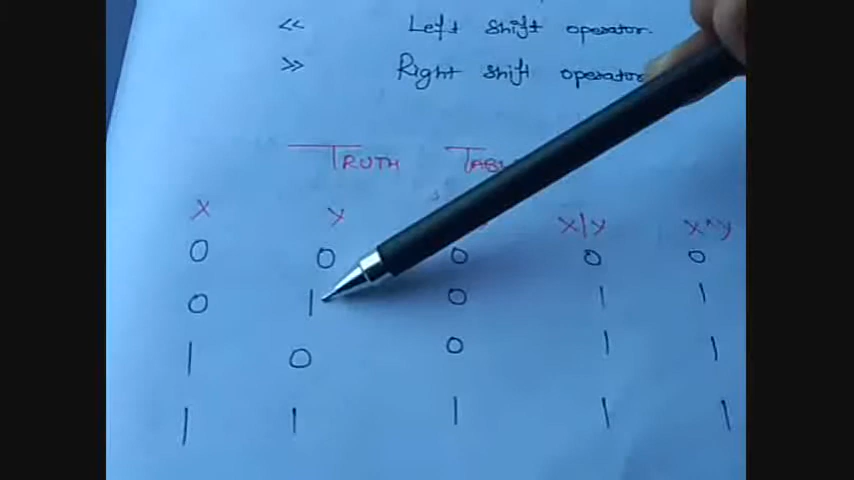 << Left shift operator.
>> Right shift operator
TRUTH
X Y X|Y X^Y
0 0 0 0 0
0 1 0 1 1
1 0 0 1 1
1 1 1 1 1